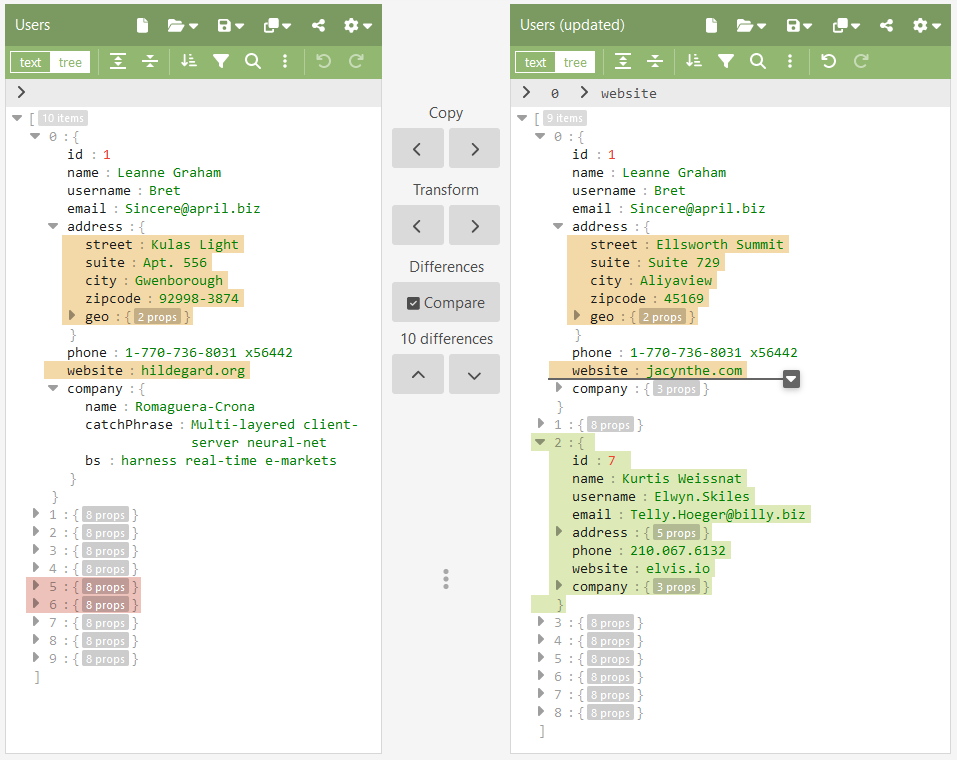 Users
text tree
[ 10 items
0 : {
id : 1
name : Leanne Graham
username : Bret
email : Sincere@april.biz
address : {
street : Kulas Light
suite : Apt. 556
city : Gwenborough
zipcode : 92998-3874
geo : { 2 props }
}
phone : 1-770-736-8031 x56442
website : hildegard.org
company : {
name : Romaguera-Crona
catchPhrase : Multi-layered client-
server neural-net
bs : harness real-time e-markets
}
}
1 : { 8 props }
2 : { 8 props }
3 : { 8 props }
4 : { 8 props }
5 : { 8 props }
6 : { 8 props }
7 : { 8 props }
8 : { 8 props }
9 : { 8 props }
]
Copy
Transform
Differences
Compare
10 differences
Users (updated)
text tree
0 > website
[ 9 items
0 : {
id : 1
name : Leanne Graham
username : Bret
email : Sincere@april.biz
address : {
street : Ellsworth Summit
suite : Suite 729
city : Aliyaview
zipcode : 45169
geo : { 2 props }
}
phone : 1-770-736-8031 x56442
website : jacynthe.com
company : { 3 props }
}
1 : { 8 props }
2 : {
id : 7
name : Kurtis Weissnat
username : Elwyn.Skiles
email : Telly.Hoeger@billy.biz
address : { 5 props }
phone : 210.067.6132
website : elvis.io
company : { 3 props }
}
3 : { 8 props }
4 : { 8 props }
5 : { 8 props }
6 : { 8 props }
7 : { 8 props }
8 : { 8 props }
]